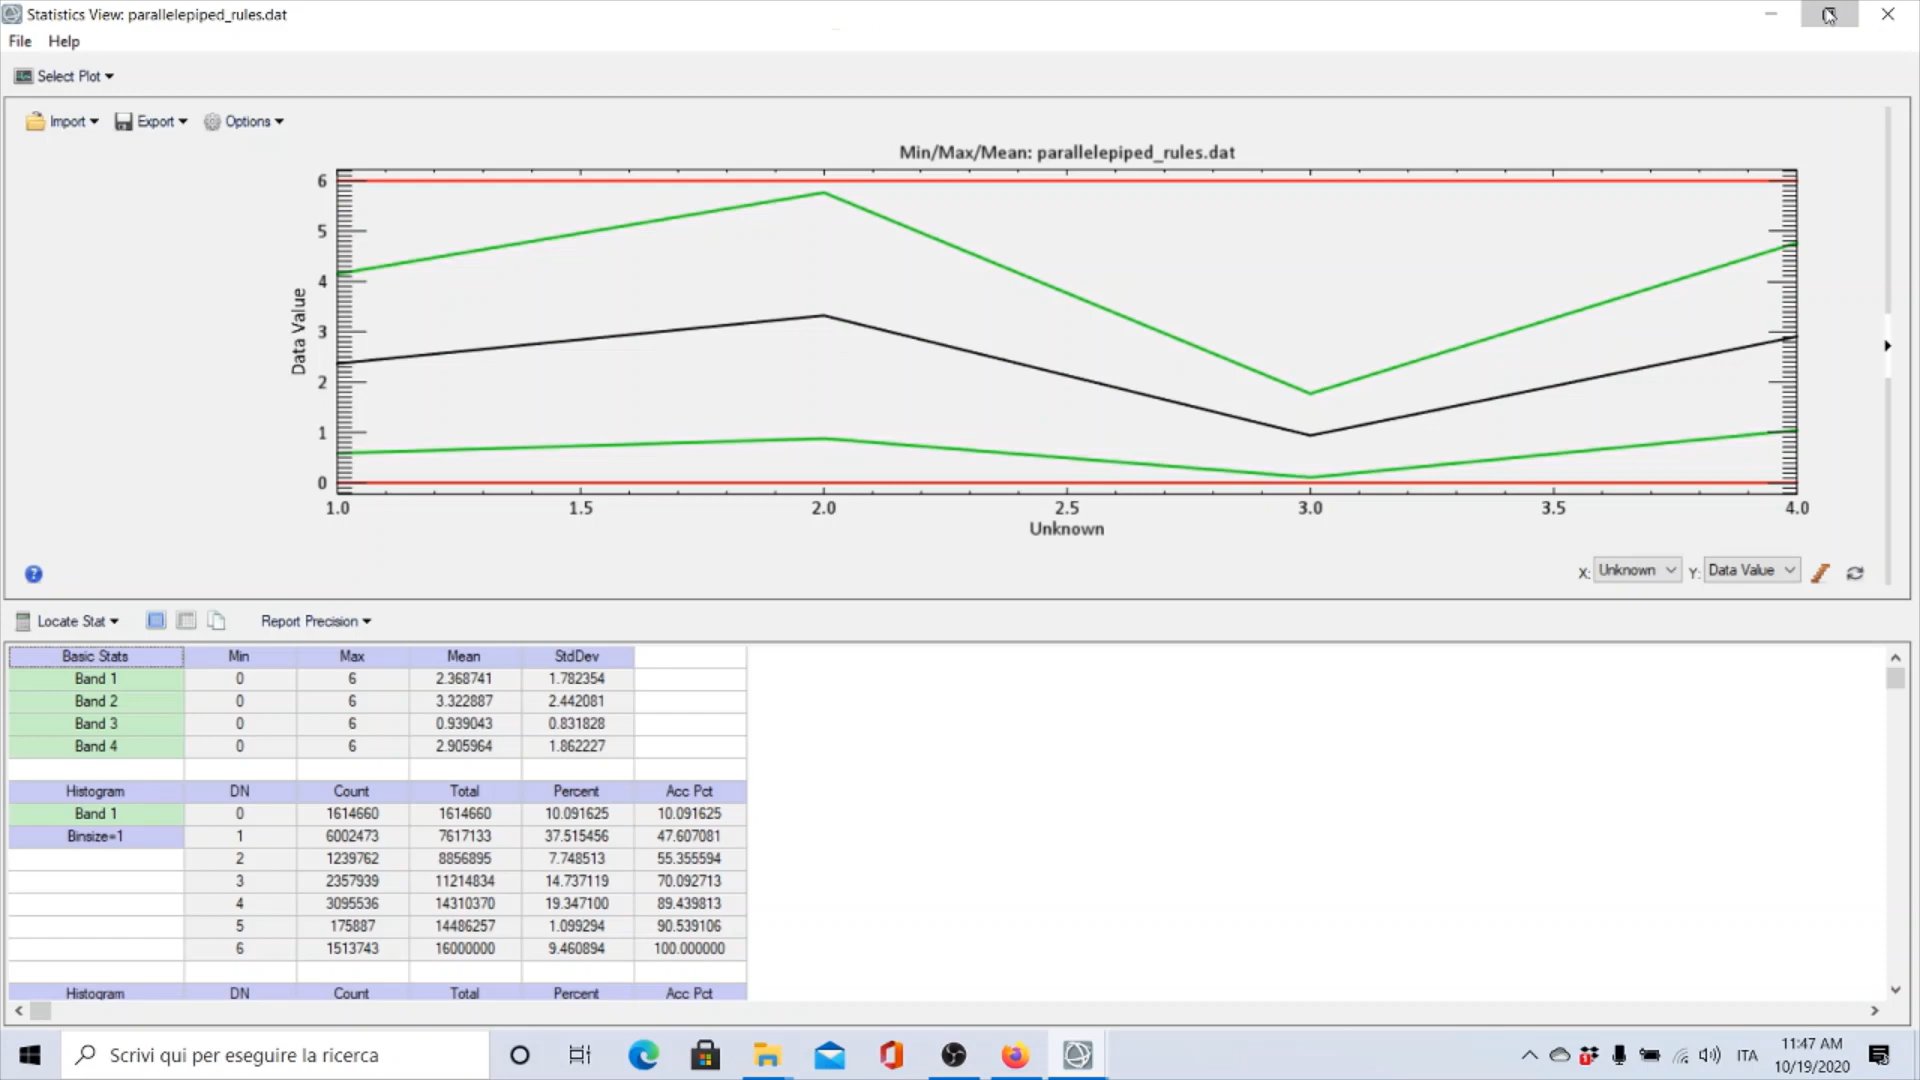 Statistics View: parallelepiped_rules.dat
File Help
Select Plot
Import Export Options
Min/Max/Mean: parallelepiped_rules.dat
6
5
4
3
2
1
0
Data Value
1.0 1.5 2.0 2.5 3.0 3.5 4.0
Unknown
X: Unknown Y: Data Value
Locate Stat Report Precision
Basic Stats Min Max Mean StdDev
Band 1 0 6 2.368741 1.782354
Band 2 0 6 3.322887 2.442081
Band 3 0 6 0.939043 0.831828
Band 4 0 6 2.905964 1.862227
Histogram DN Count Total Percent Acc Pct
Band 1 0 1614660 1614660 10.091625 10.091625
Binsize=1 1 6002473 7617133 37.515456 47.607081
2 1239762 8856895 7.748513 55.355594
3 2357939 11214834 14.737119 70.092713
4 3095536 14310370 19.347100 89.439813
5 175887 14486257 1.099294 90.539106
6 1513743 16000000 9.460894 100.000000
Histogram DN Count Total Percent Acc Pct
Scrivi qui per eseguire la ricerca
ITA
11:47 AM
10/19/2020